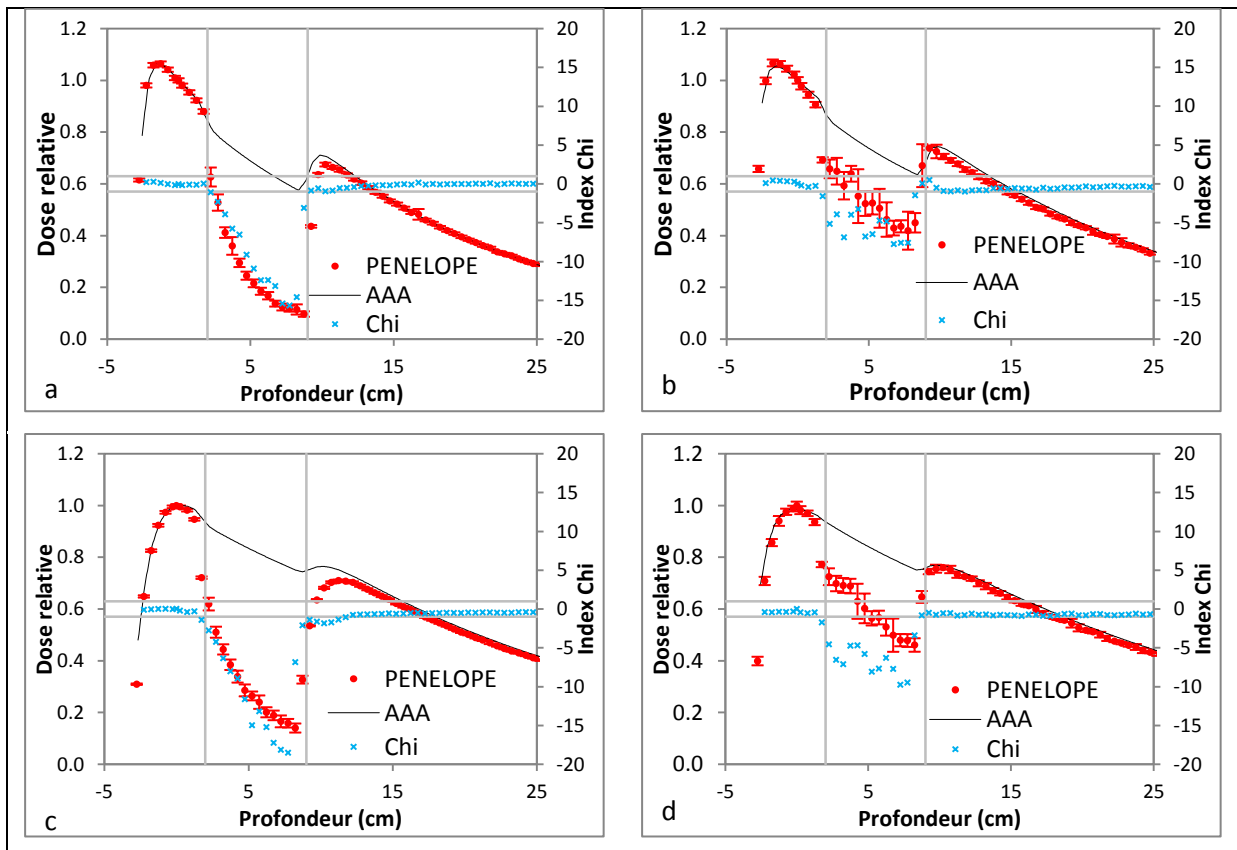 1.2
1.0
0.8
0.6
0.4
0.2
0.0
Dose relative
20
15
10
5
0
-5
-10
-15
-20
Index Chi
PENELOPE
AAA
Chi
-5 5 15 25
Profondeur (cm)
a
1.2
1.0
0.8
0.6
0.4
0.2
0.0
Dose relative
20
15
10
5
0
-5
-10
-15
-20
Index Chi
PENELOPE
AAA
Chi
-5 5 15 25
Profondeur (cm)
b
1.2
1.0
0.8
0.6
0.4
0.2
0.0
Dose relative
20
15
10
5
0
-5
-10
-15
-20
Index Chi
PENELOPE
AAA
Chi
-5 5 15 25
Profondeur (cm)
c
1.2
1.0
0.8
0.6
0.4
0.2
0.0
Dose relative
20
15
10
5
0
-5
-10
-15
-20
Index Chi
PENELOPE
AAA
Chi
-5 5 15 25
Profondeur (cm)
d